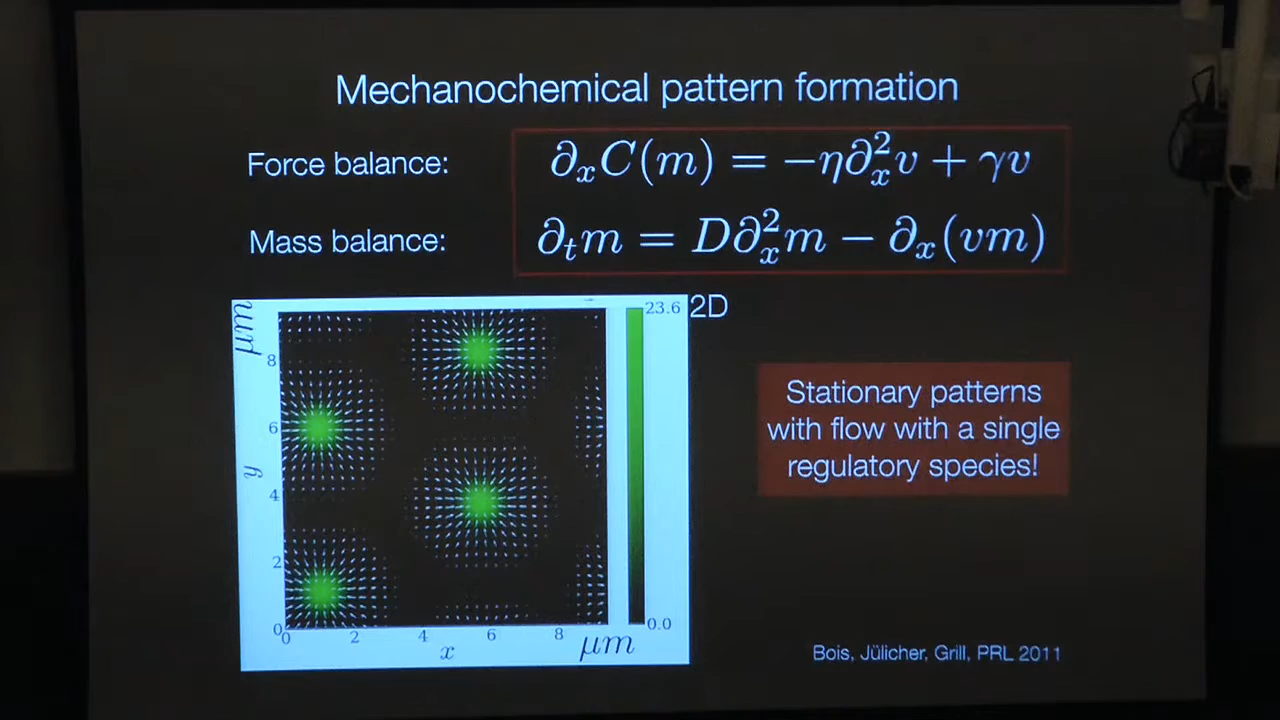 Mechanochemical pattern formation
Force balance: ∂ₓC(m) = −η∂ₓ²v + γv
Mass balance: ∂ₜm = D∂ₓ²m − ∂ₓ(vm)
μm
23.6
2D
8
6
4
2
0
y
0.0
0 2 4 6 8
x
μm
Stationary patterns
with flow with a single
regulatory species!
Bois, Jülicher, Grill, PRL 2011